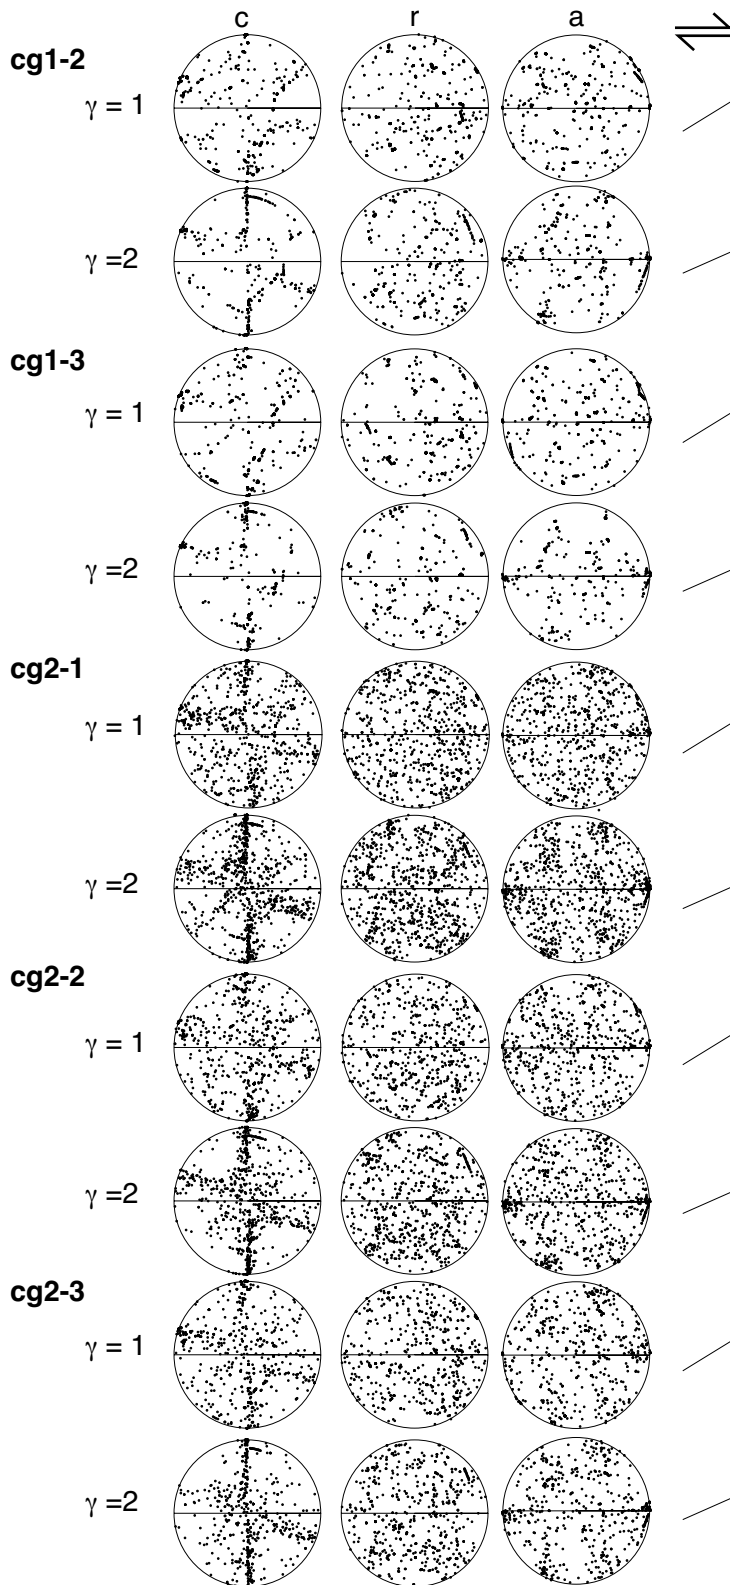 c r a
cg1-2
γ = 1
γ =2
cg1-3
γ = 1
γ =2
cg2-1
γ = 1
γ =2
cg2-2
γ = 1
γ =2
cg2-3
γ = 1
γ =2